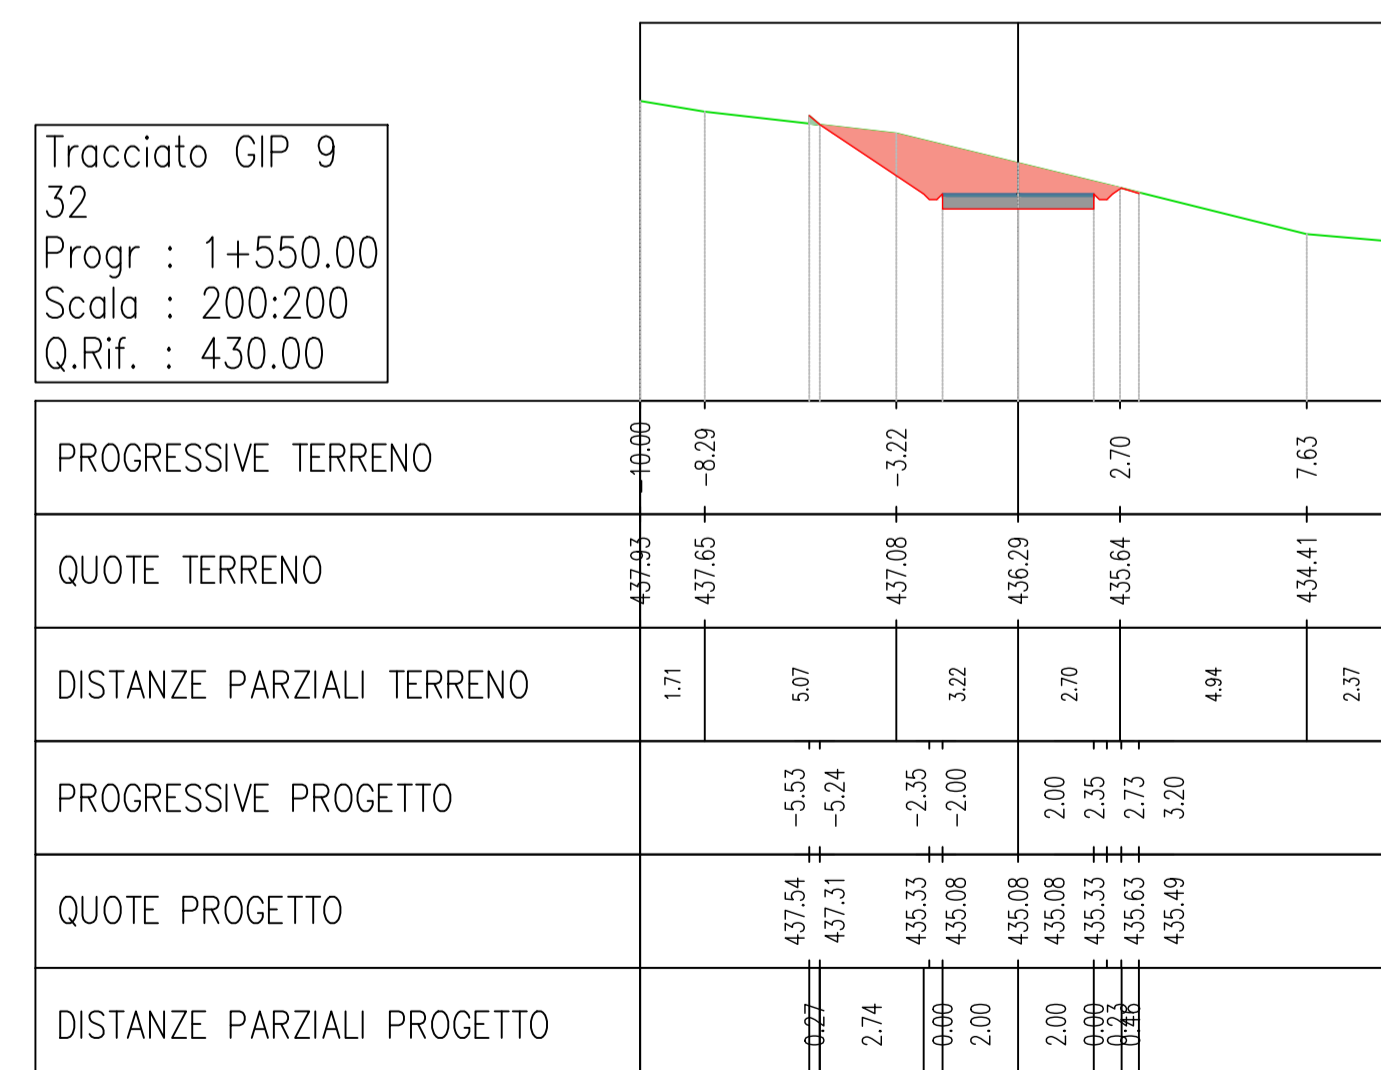 Tracciato GIP 9
32
Progr : 1+550.00
Scala : 200:200
Q.Rif. : 430.00
PROGRESSIVE TERRENO -10.00 -8.29 -3.22 2.70 7.63
QUOTE TERRENO 437.93 437.65 437.08 436.29 435.64 434.41
DISTANZE PARZIALI TERRENO 1.71 5.07 3.22 2.70 4.94 2.37
PROGRESSIVE PROGETTO -5.53 -5.24 -2.35 -2.00 2.00 2.35 2.73 3.20
QUOTE PROGETTO 437.54 437.31 435.33 435.08 435.08 435.08 435.33 435.63 435.49
DISTANZE PARZIALI PROGETTO 0.27 2.74 0.00 2.00 2.00 0.00 0.23 0.46